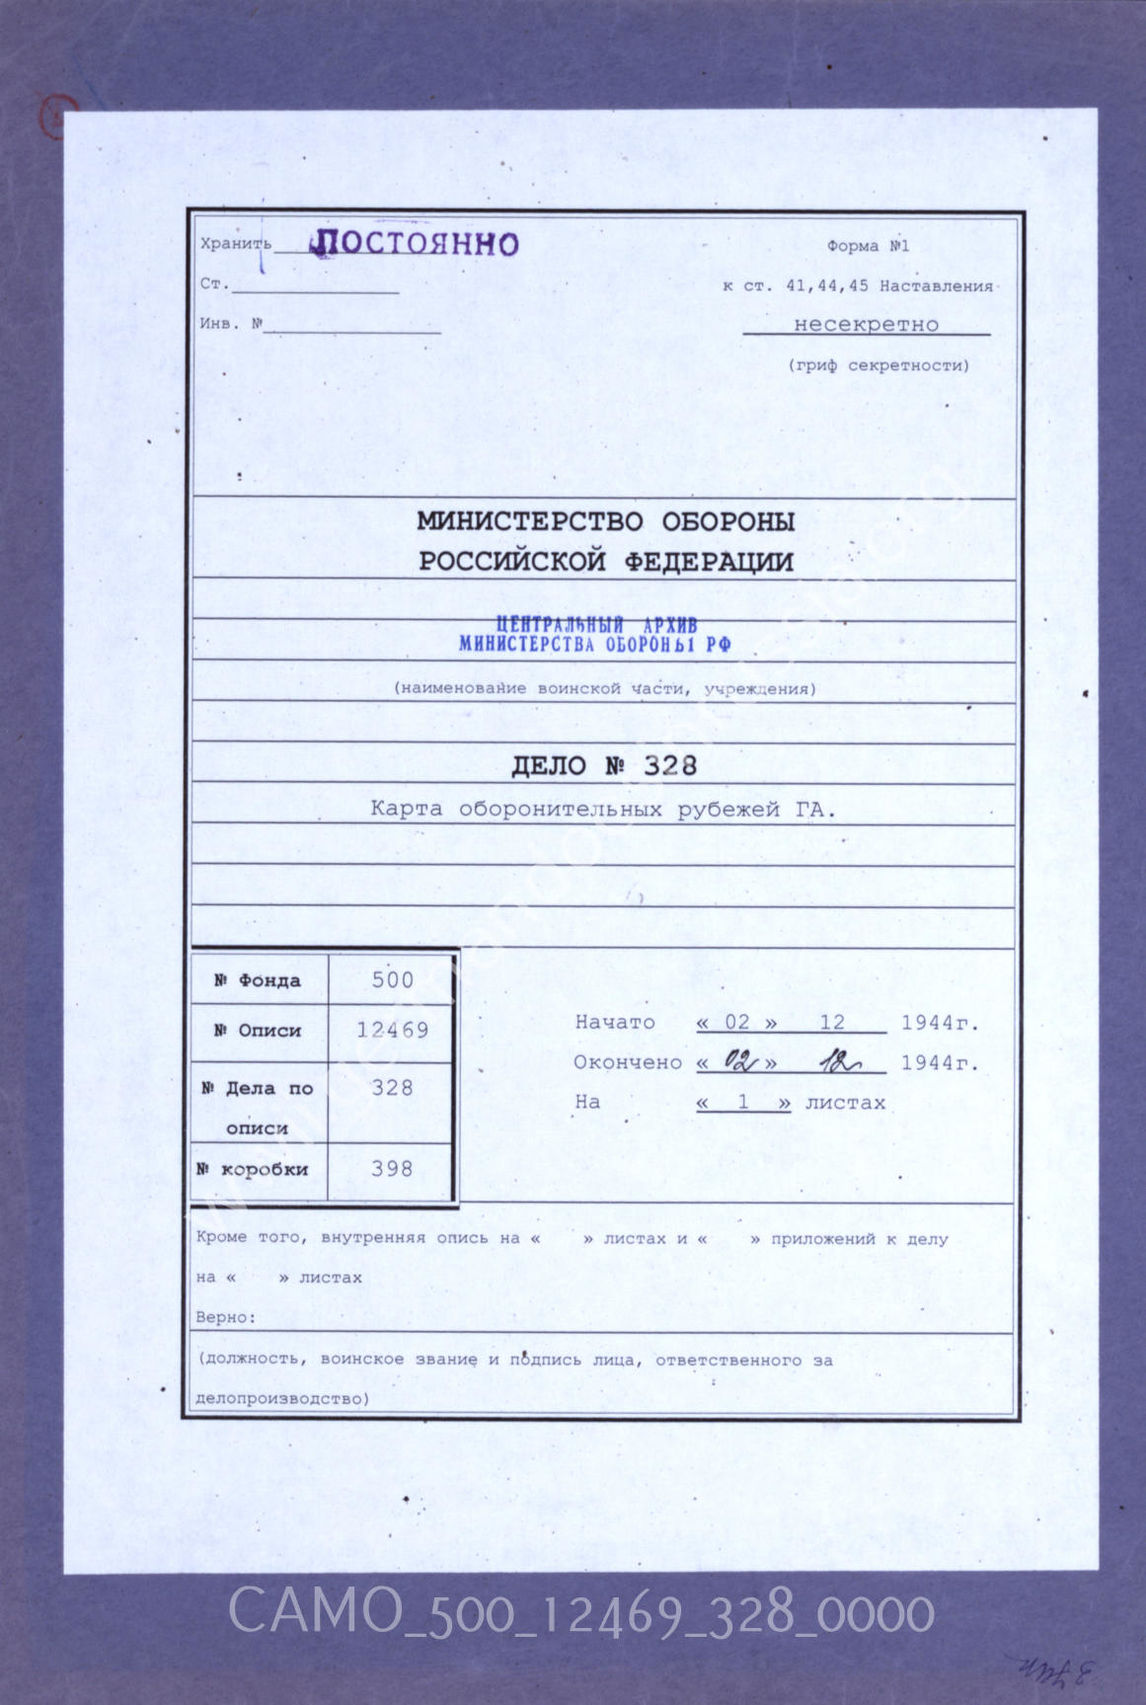 Хранить ПОСТОЯННО
Форма №1
Ст.
к ст. 41,44,45 Наставления
Инв. №
несекретно
(гриф секретности)
МИНИСТЕРСТВО ОБОРОНЫ
РОССИЙСКОЙ ФЕДЕРАЦИИ
ЦЕНТРАЛЬНЫЙ АРХИВ
МИНИСТЕРСТВА ОБОРОНЫ РФ
(наименование воинской части, учреждения)
ДЕЛО № 328
Карта оборонительных рубежей ГА.
№ Фонда 500
№ Описи 12469
№ Дела по описи 328
№ коробки 398
Начато « 02 » 12 1944г.
Окончено « 02 » 12 1944г.
На « 1 » листах
Кроме того, внутренняя опись на « » листах и « » приложений к делу
на « » листах
Верно:
(должность, воинское звание и подпись лица, ответственного за
делопроизводство)
CAMO_500_12469_328_0000